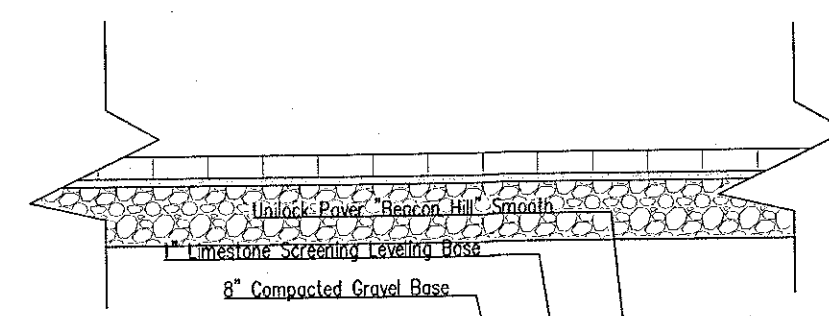 Unilock Paver "Beacon Hill" Smooth
1" Limestone Screening Leveling Base
8" Compacted Gravel Base